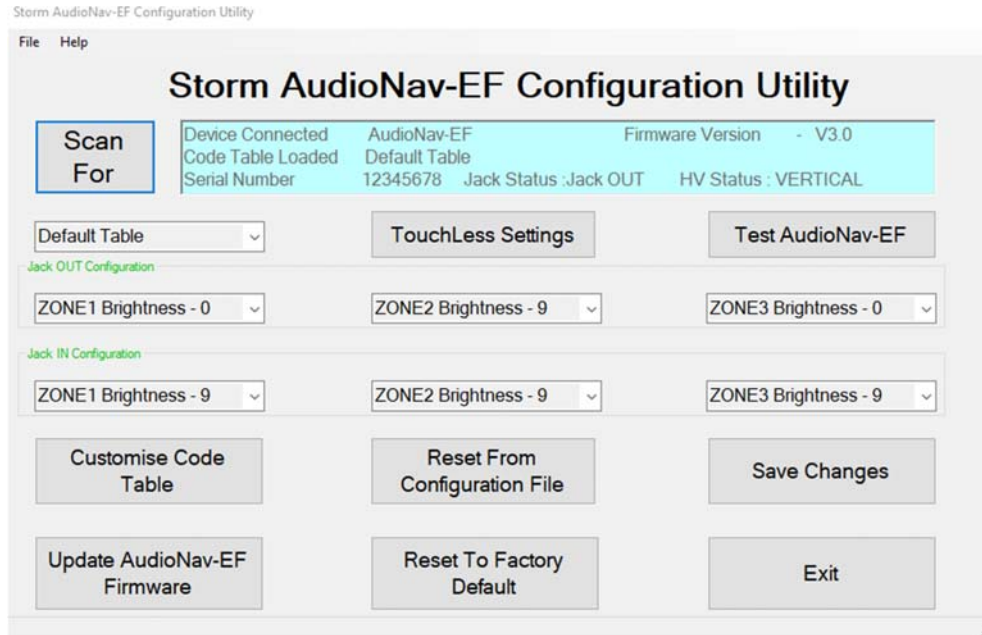 Storm AudioNav-EF Configuration Utility
File Help
Storm AudioNav-EF Configuration Utility
Scan
For
Device Connected AudioNav-EF Firmware Version - V3.0
Code Table Loaded Default Table
Serial Number 12345678 Jack Status :Jack OUT HV Status : VERTICAL
Default Table
TouchLess Settings
Test AudioNav-EF
Jack OUT Configuration
ZONE1 Brightness - 0
ZONE2 Brightness - 9
ZONE3 Brightness - 0
Jack IN Configuration
ZONE1 Brightness - 9
ZONE2 Brightness - 9
ZONE3 Brightness - 9
Customise Code
Table
Reset From
Configuration File
Save Changes
Update AudioNav-EF
Firmware
Reset To Factory
Default
Exit